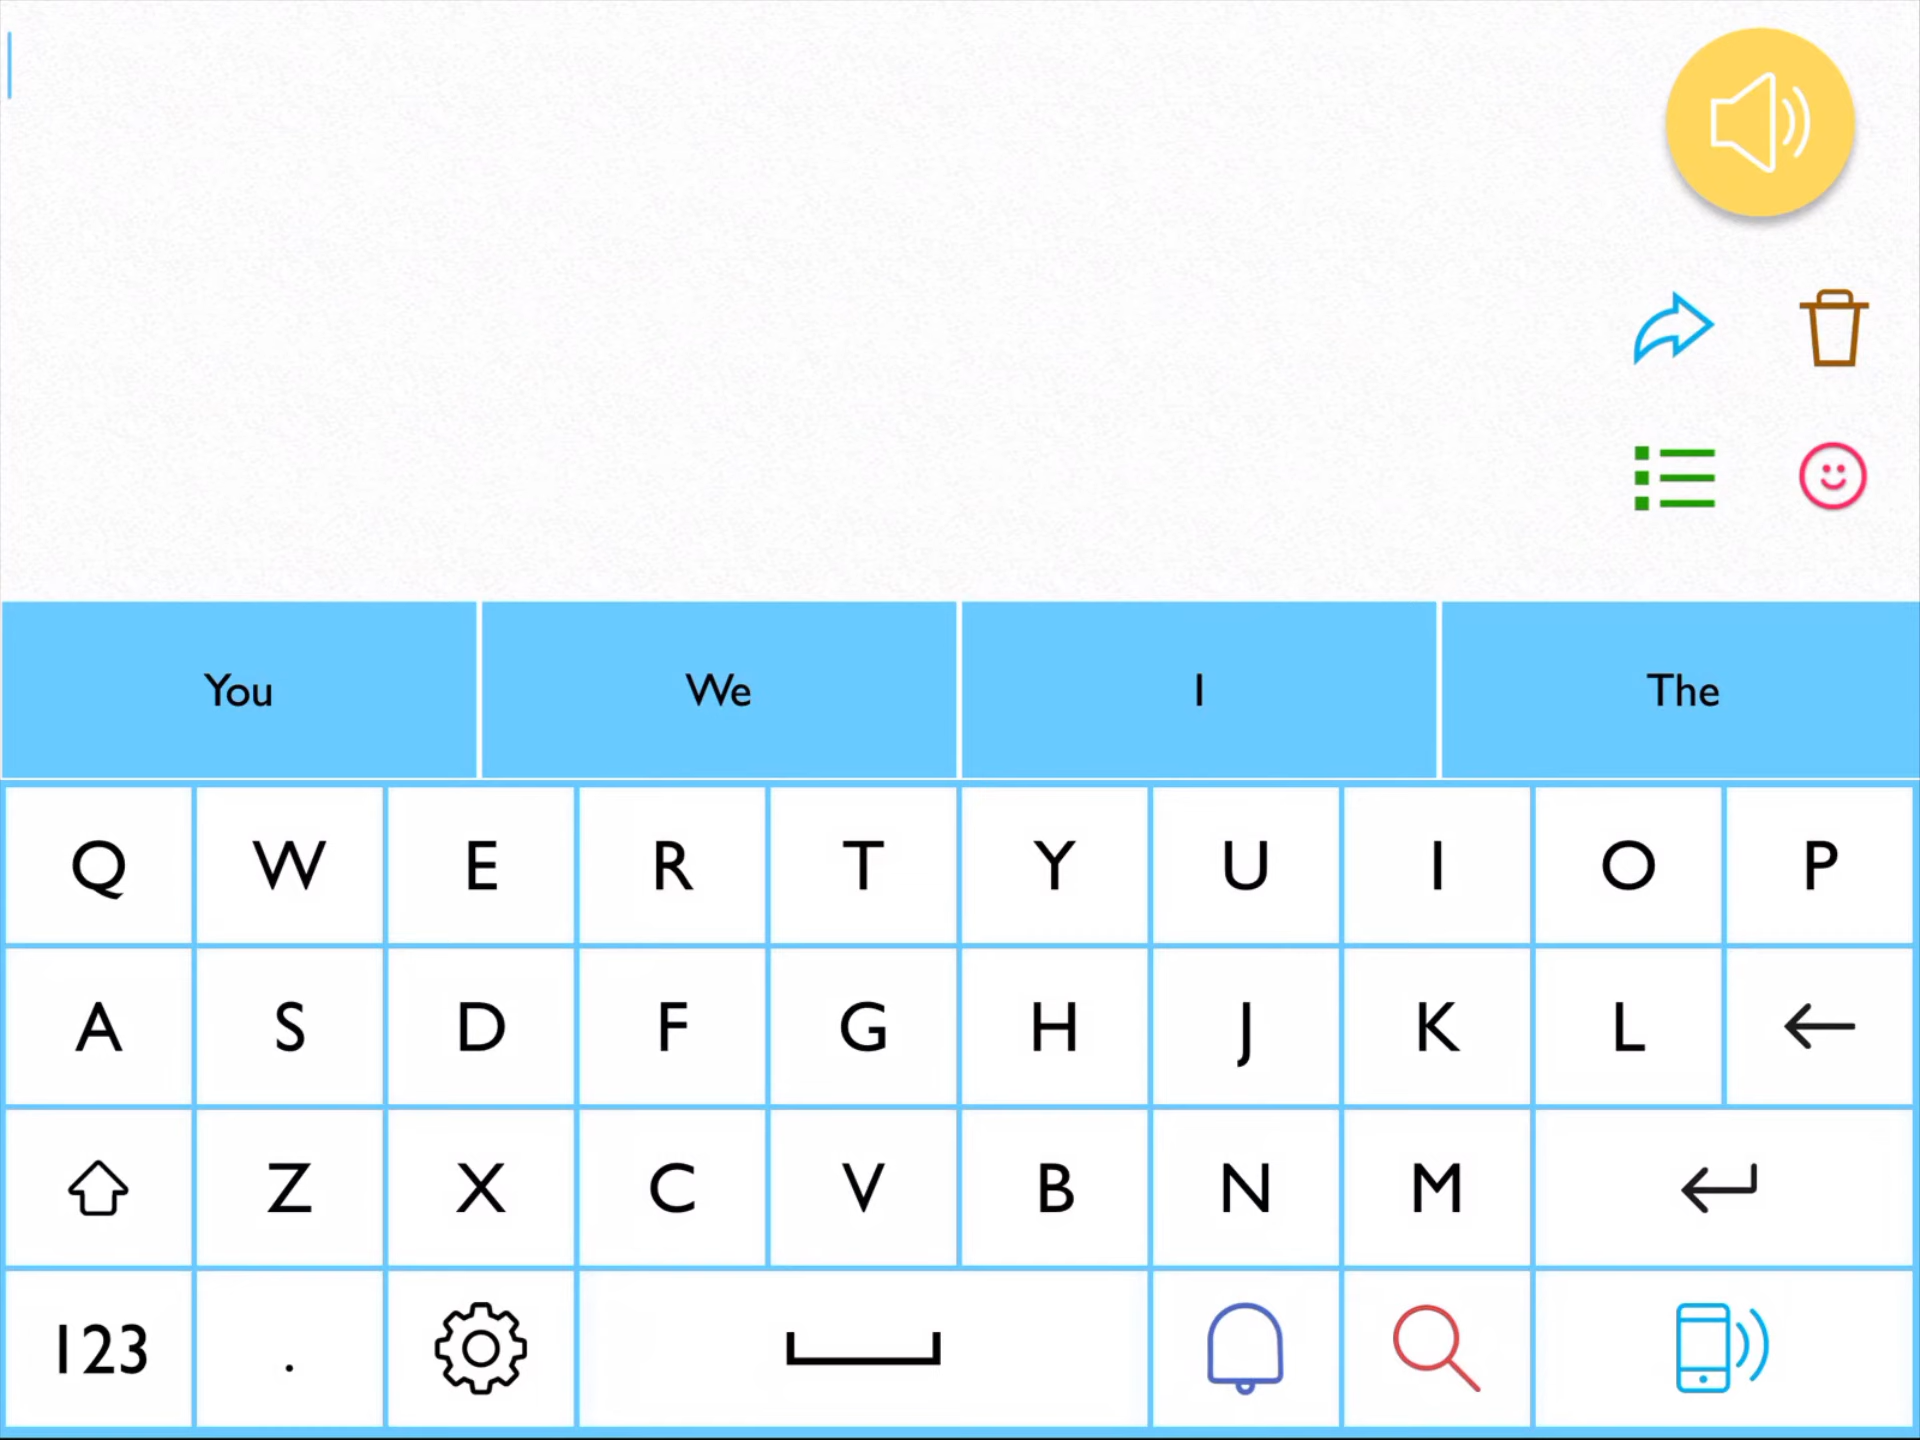 You We I The
Q W E R T Y U I O P
A S D F G H J K L
Z X C V B N M
123 .